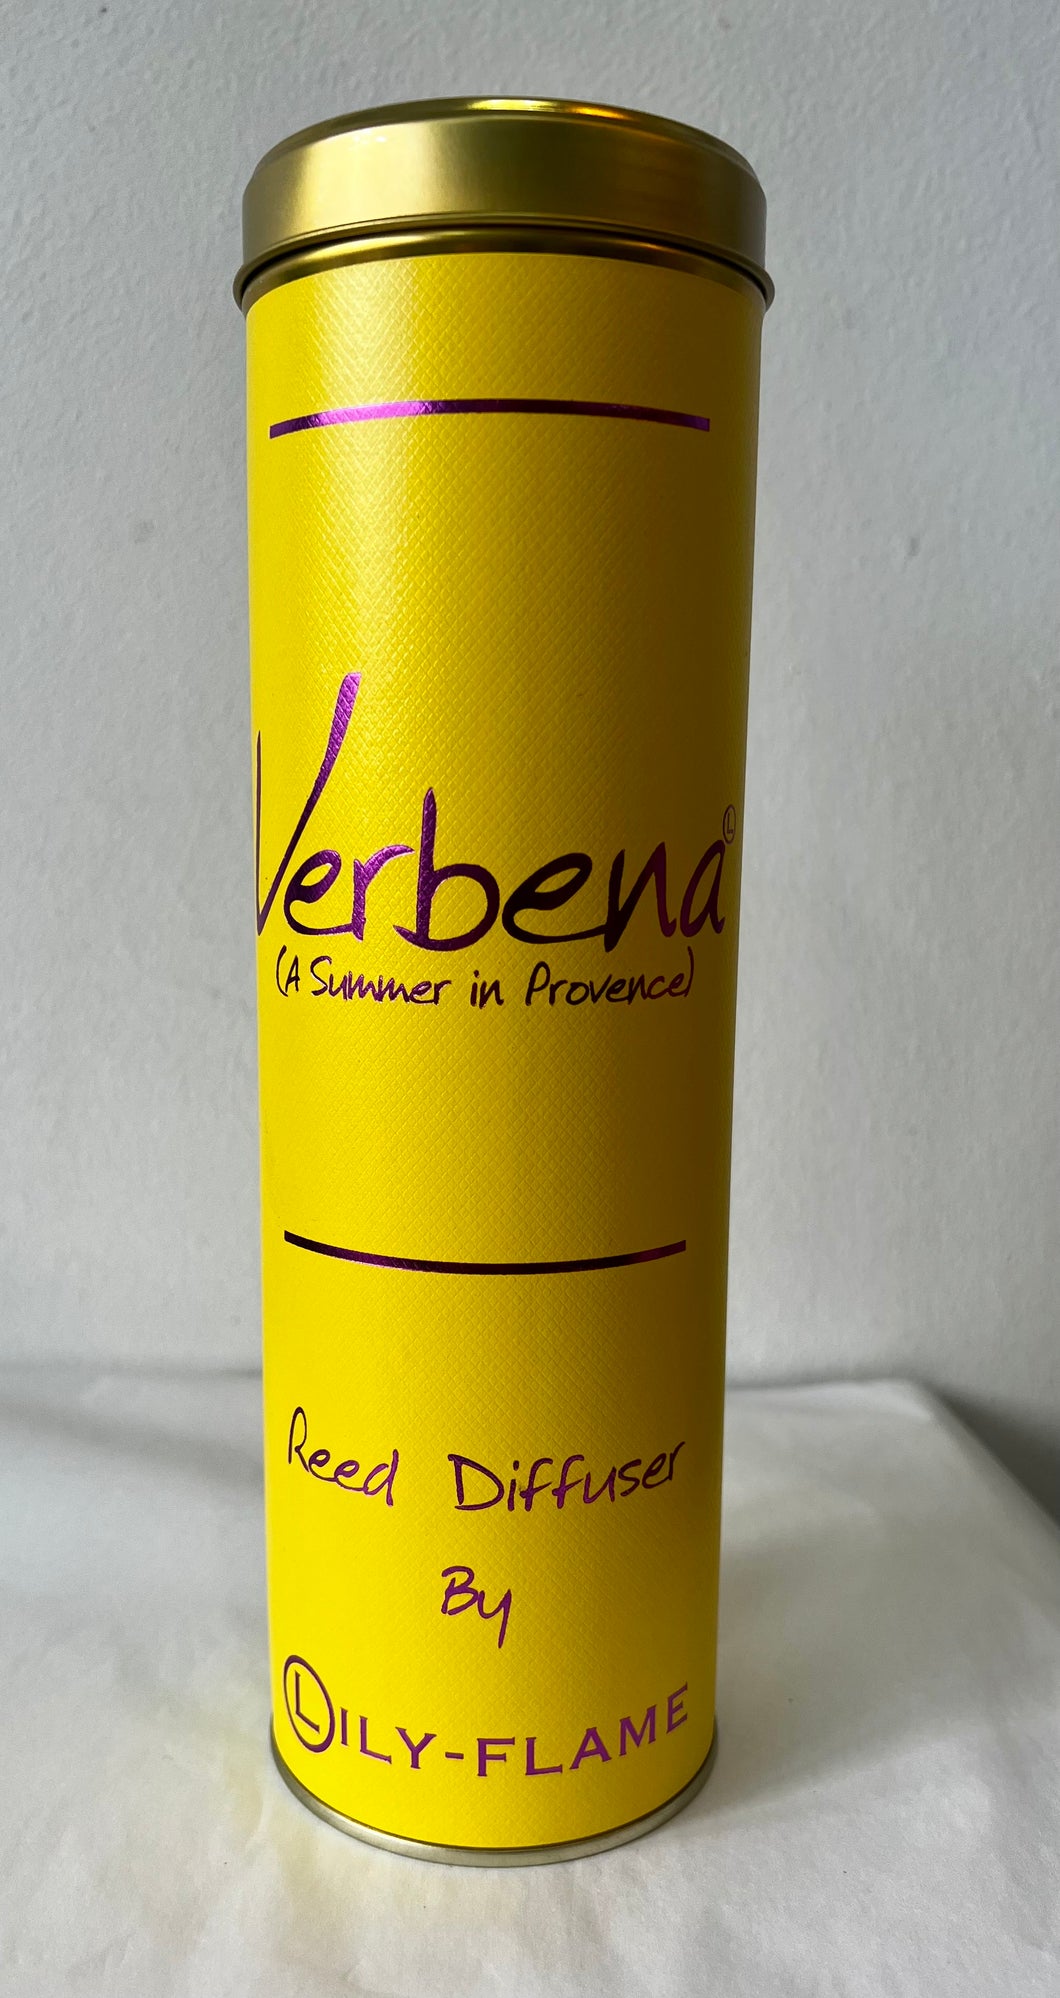 Verbena Ⓛ
(A Summer in Provence)
Reed Diffuser
By
LILY-FLAME